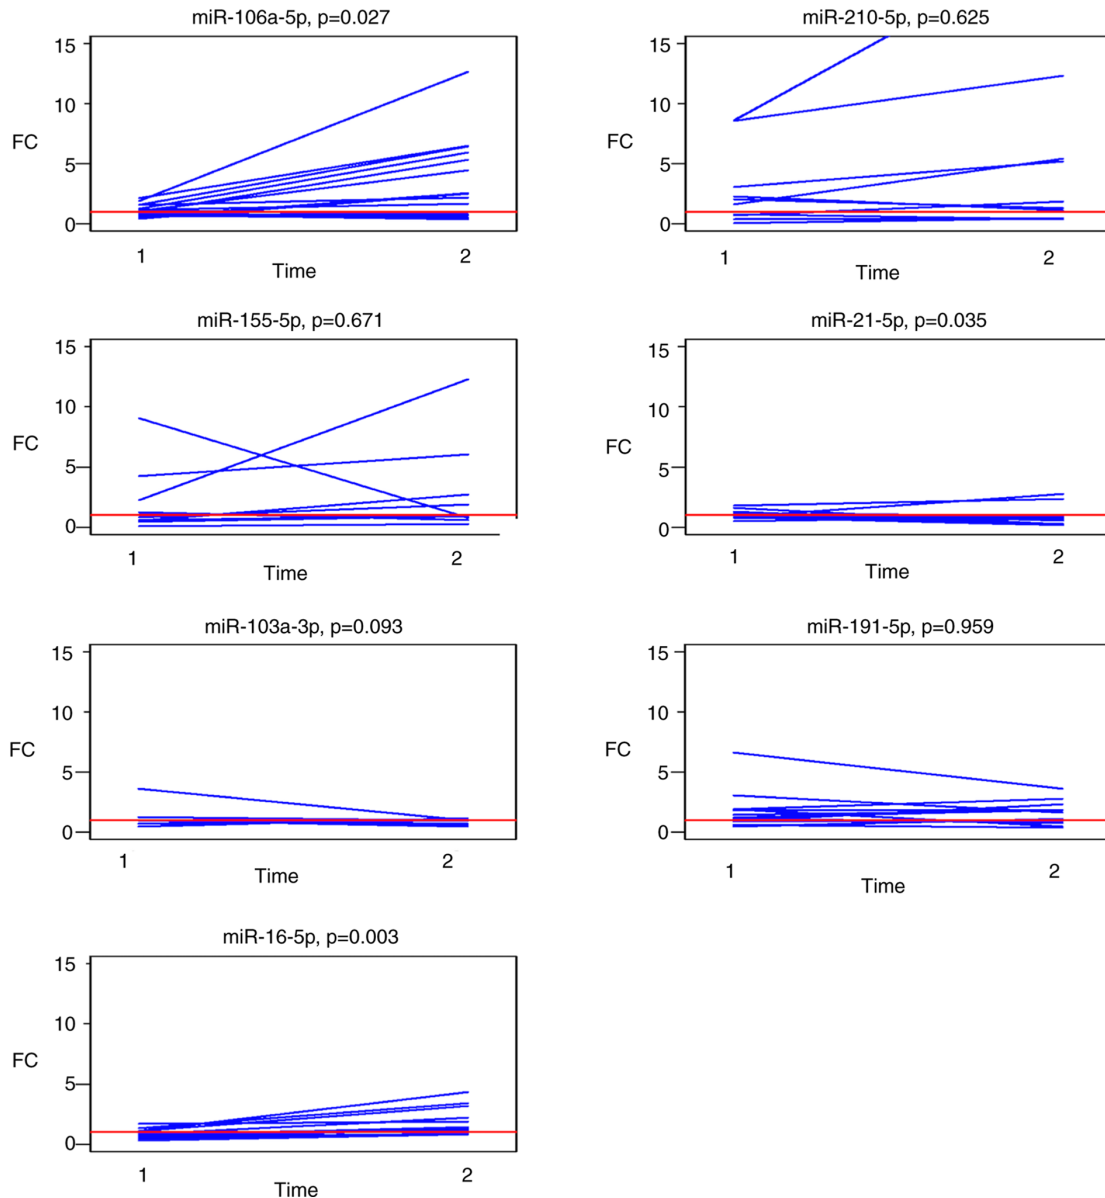 miR-106a-5p, p=0.027
15
10
FC
5
0
1
2
Time
miR-210-5p, p=0.625
15
10
FC
5
0
1
2
Time
miR-155-5p, p=0.671
15
10
FC
5
0
1
2
Time
miR-21-5p, p=0.035
15
10
FC
5
0
1
2
Time
miR-103a-3p, p=0.093
15
10
FC
5
0
1
2
Time
miR-191-5p, p=0.959
15
10
FC
5
0
1
2
Time
miR-16-5p, p=0.003
15
10
FC
5
0
1
2
Time